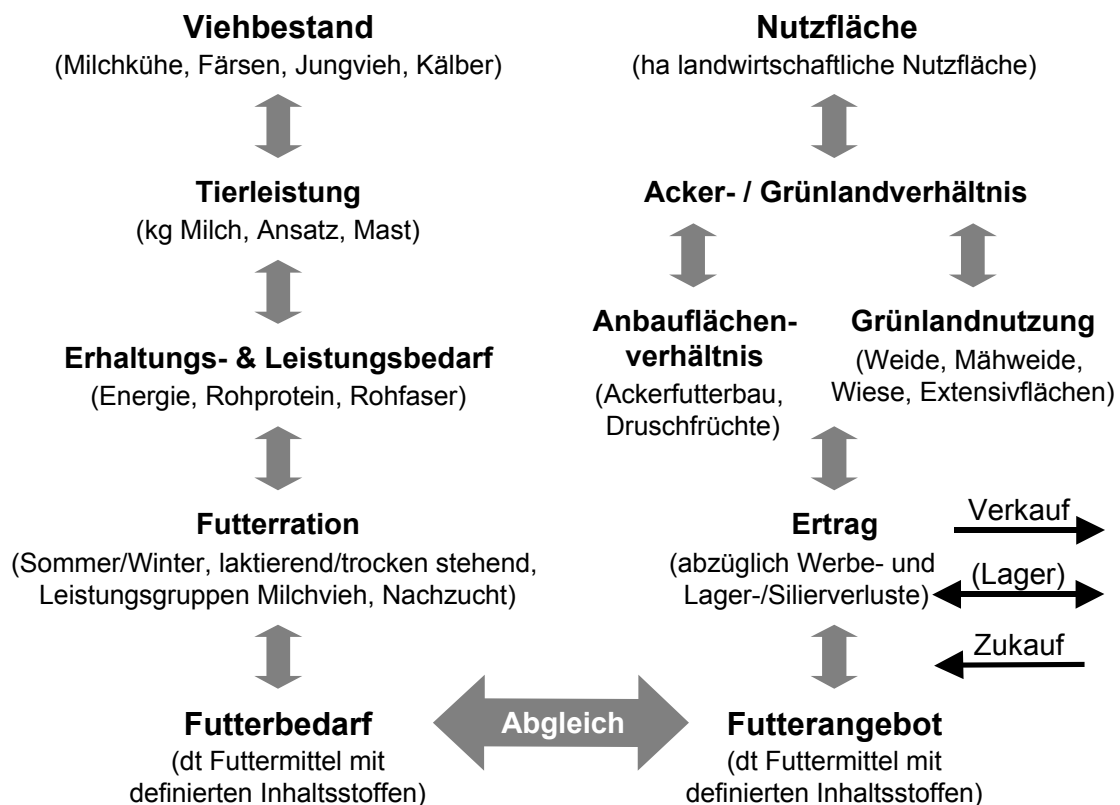 Viehbestand
(Milchkühe, Färsen, Jungvieh, Kälber)
Tierleistung
(kg Milch, Ansatz, Mast)
Erhaltungs- & Leistungsbedarf
(Energie, Rohprotein, Rohfaser)
Futterration
(Sommer/Winter, laktierend/trocken stehend,
Leistungsgruppen Milchvieh, Nachzucht)
Futterbedarf
(dt Futtermittel mit
definierten Inhaltsstoffen)
Abgleich
Nutzfläche
(ha landwirtschaftliche Nutzfläche)
Acker- / Grünlandverhältnis
Anbauflächen-
verhältnis
(Ackerfutterbau,
Druschfrüchte)
Grünlandnutzung
(Weide, Mähweide,
Wiese, Extensivflächen)
Ertrag
(abzüglich Werbe- und
Lager-/Silierverluste)
Verkauf
(Lager)
Zukauf
Futterangebot
(dt Futtermittel mit
definierten Inhaltsstoffen)